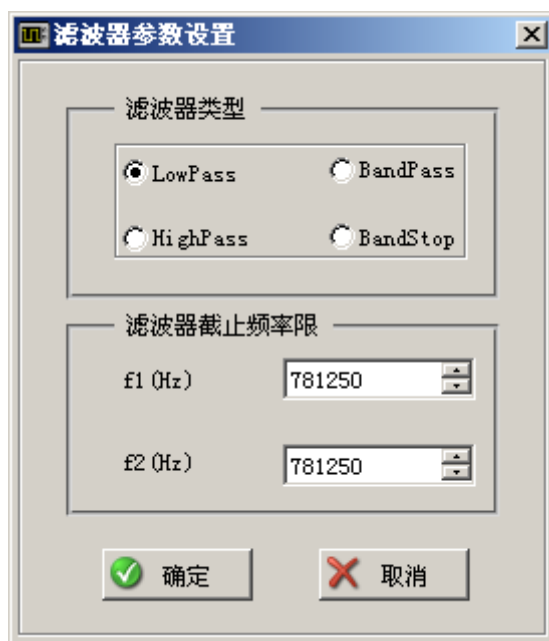 滤波器参数设置
滤波器类型
LowPass BandPass
HighPass BandStop
滤波器截止频率限
f1(Hz) 781250
f2(Hz) 781250
确定 取消